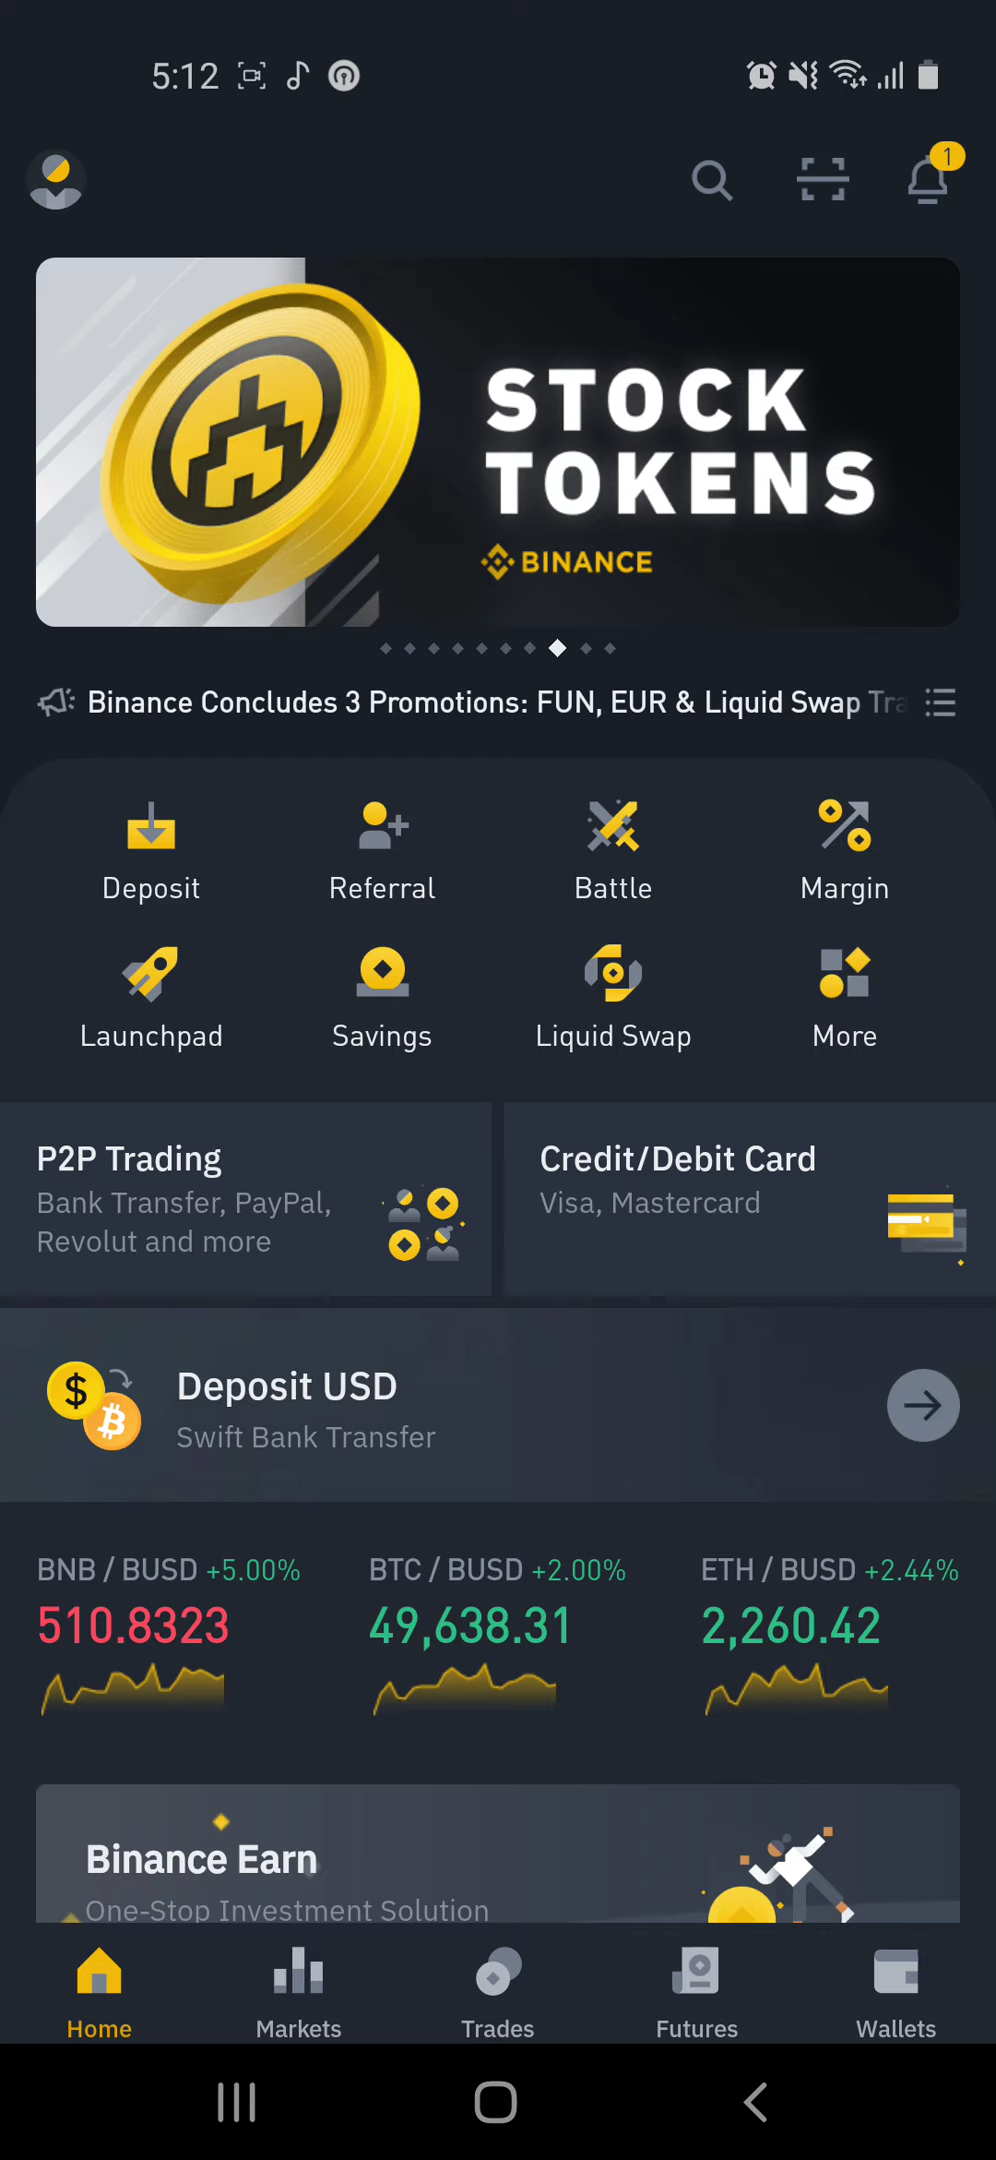 5:12
1
STOCK
TOKENS
BINANCE
Binance Concludes 3 Promotions: FUN, EUR & Liquid Swap Tra
Deposit
Referral
Battle
Margin
Launchpad
Savings
Liquid Swap
More
P2P Trading
Bank Transfer, PayPal,
Revolut and more
Credit/Debit Card
Visa, Mastercard
Deposit USD
Swift Bank Transfer
BNB / BUSD +5.00%
510.8323
BTC / BUSD +2.00%
49,638.31
ETH / BUSD +2.44%
2,260.42
Binance Earn
One-Stop Investment Solution
Home
Markets
Trades
Futures
Wallets